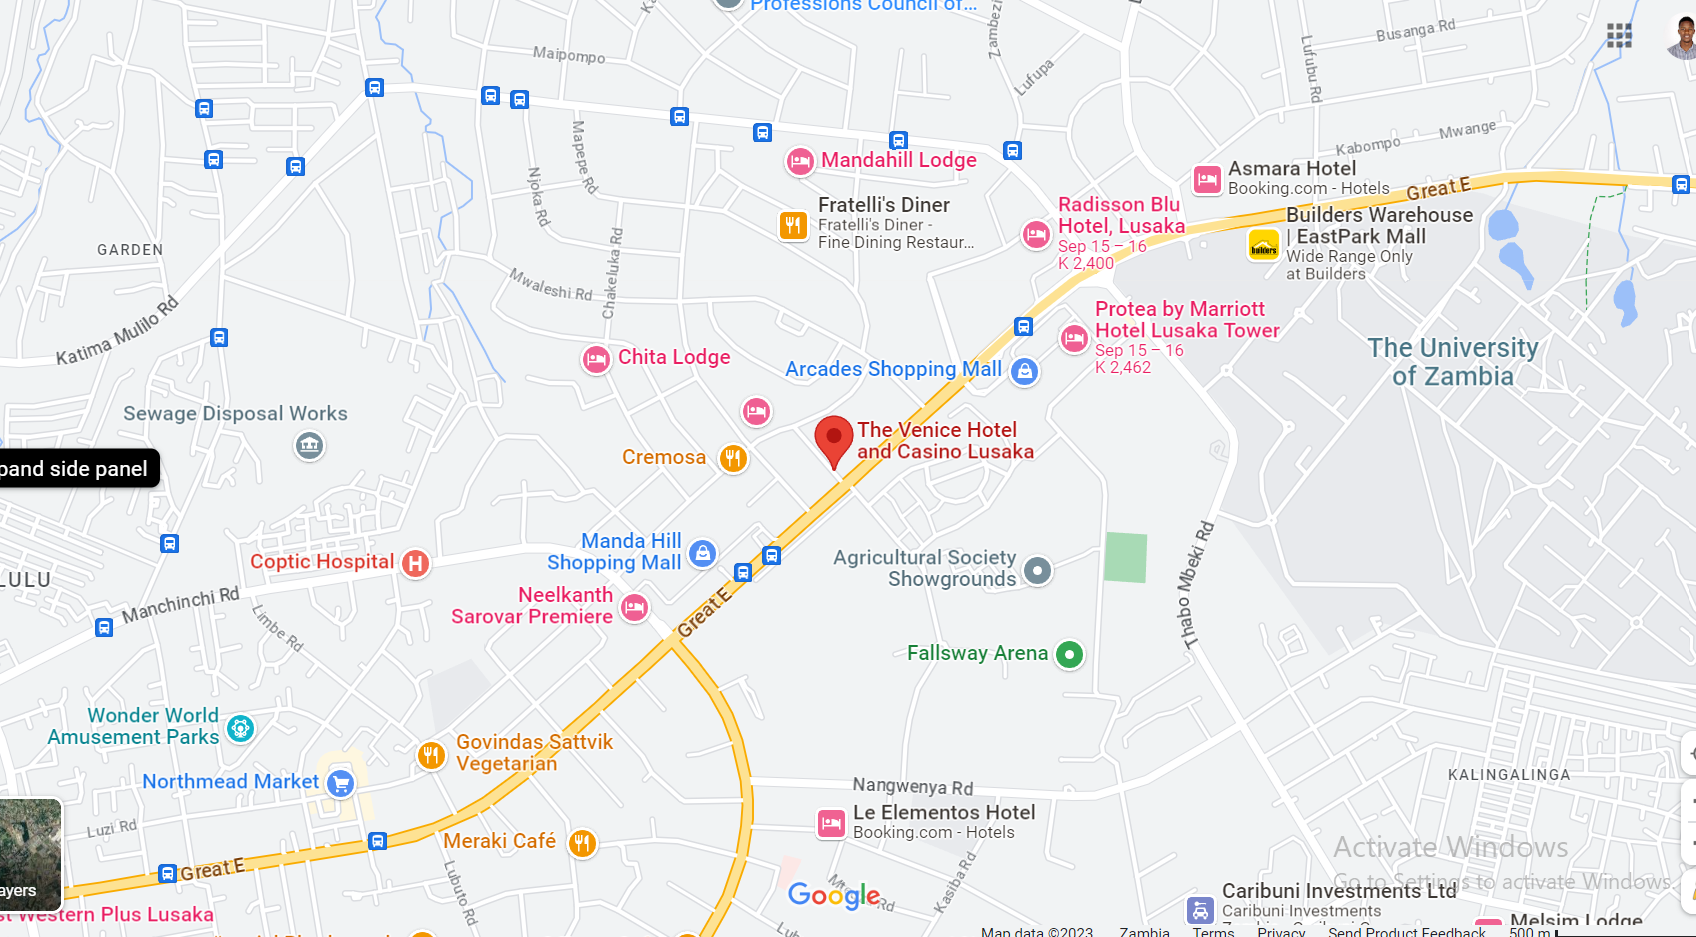 Professions Council of...
Zambezi
Busanga Rd
Maipompo
Lufubu Rd
Lufupa
Mwange
Kabompo
Mapepe Rd
Mandahill Lodge
Asmara Hotel
Booking.com - Hotels
Great E
Njoka Rd
Fratelli's Diner
Fratelli's Diner -
Fine Dining Restaur...
Radisson Blu
Hotel, Lusaka
Sep 15 – 16
K 2,400
Builders Warehouse
| EastPark Mall
Wide Range Only
at Builders
builders
GARDEN
Chakeluka Rd
Mwaleshi Rd
Katima Mulilo Rd
Protea by Marriott
Hotel Lusaka Tower
Sep 15 – 16
K 2,462
The University
of Zambia
Chita Lodge
Arcades Shopping Mall
Sewage Disposal Works
The Venice Hotel
and Casino Lusaka
Cremosa
pand side panel
Manda Hill
Shopping Mall
Coptic Hospital
H
Agricultural Society
Showgrounds
LULU
Manchinchi Rd
Neelkanth
Sarovar Premiere
Great E
Thabo Mbeki Rd
Limbe Rd
Fallsway Arena
Wonder World
Amusement Parks
Govindas Sattvik
Vegetarian
Northmead Market
Nangwenya Rd
KALINGALINGA
Le Elementos Hotel
Booking.com - Hotels
Luzi Rd
Meraki Café
Activate Windows
Go to Settings to activate Windows.
Great E
Lubuto Rd
Kasiba Rd
ayers
Google
Caribuni Investments Ltd
Caribuni Investments
st Western Plus Lusaka
Melsim Lodge
Map data ©2023
Zambia
Terms
Privacy
Send Product Feedback
500 m